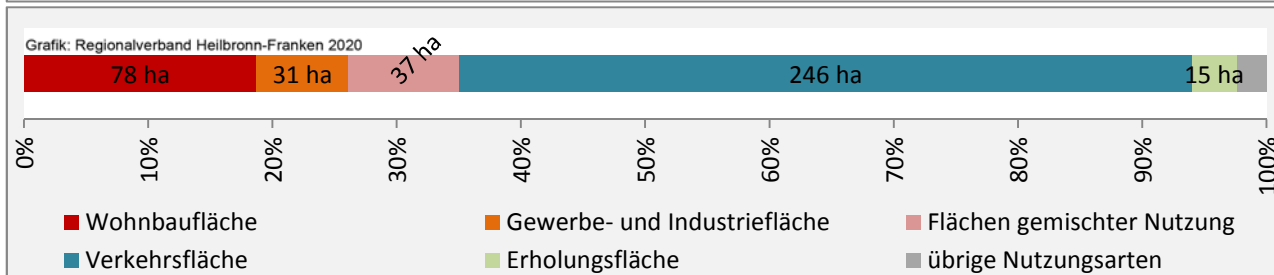 Grafik: Regionalverband Heilbronn-Franken 2020
78 ha 31 ha 37 ha 246 ha 15 ha
0% 10% 20% 30% 40% 50% 60% 70% 80% 90% 100%
Wohnbaufläche Gewerbe- und Industriefläche Flächen gemischter Nutzung
Verkehrsfläche Erholungsfläche übrige Nutzungsarten